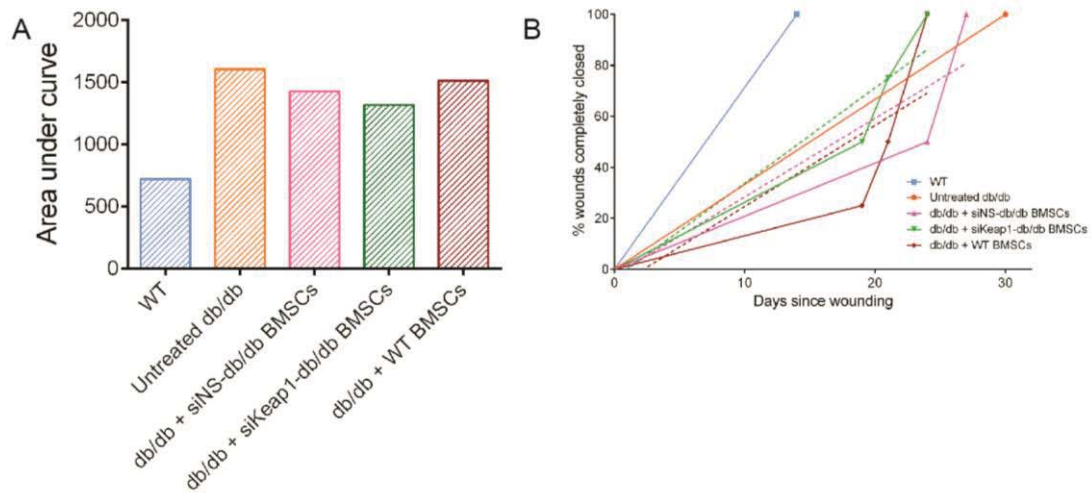 A
Area under curve
2000
1500
1000
500
0
WT
Untreated db/db
db/db + siNS-db/db BMSCs
db/db + siKeap1-db/db BMSCs
db/db + WT BMSCs
B
% wounds completely closed
100
80
60
40
20
0
0
10
20
30
Days since wounding
WT
Untreated db/db
db/db + siNS-db/db BMSCs
db/db + siKeap1-db/db BMSCs
db/db + WT BMSCs